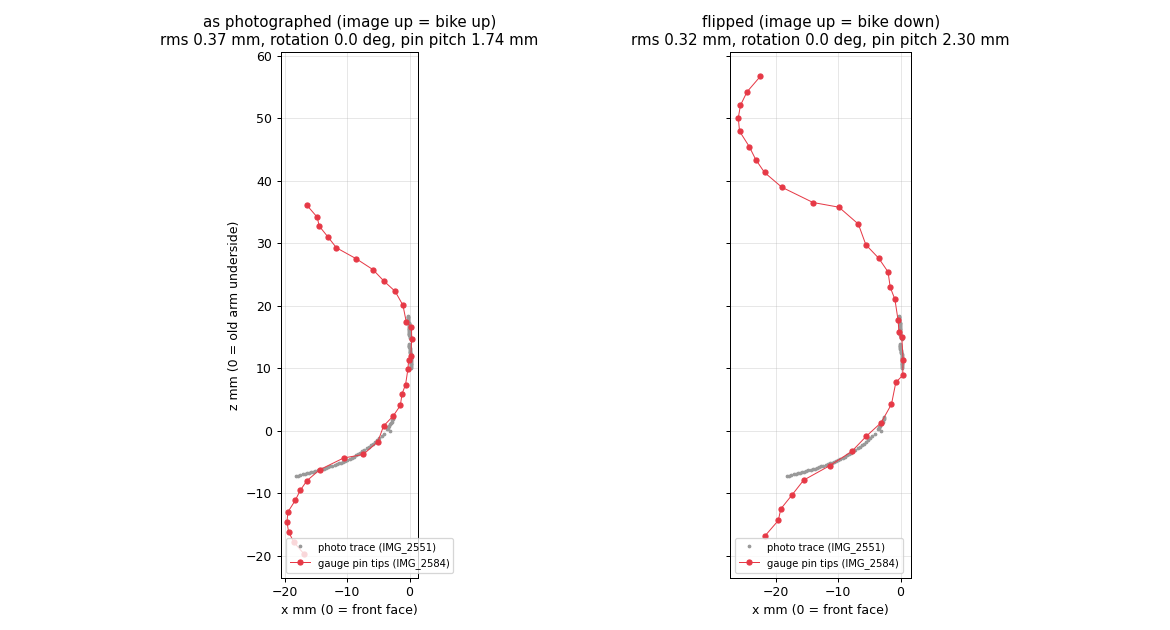 as photographed (image up = bike up)
rms 0.37 mm, rotation 0.0 deg, pin pitch 1.74 mm
flipped (image up = bike down)
rms 0.32 mm, rotation 0.0 deg, pin pitch 2.30 mm
60
50
40
30
20
10
0
−10
−20
z mm (0 = old arm underside)
photo trace (IMG_2551)
gauge pin tips (IMG_2584)
photo trace (IMG_2551)
gauge pin tips (IMG_2584)
−20 −10 0
−20 −10 0
x mm (0 = front face)
x mm (0 = front face)